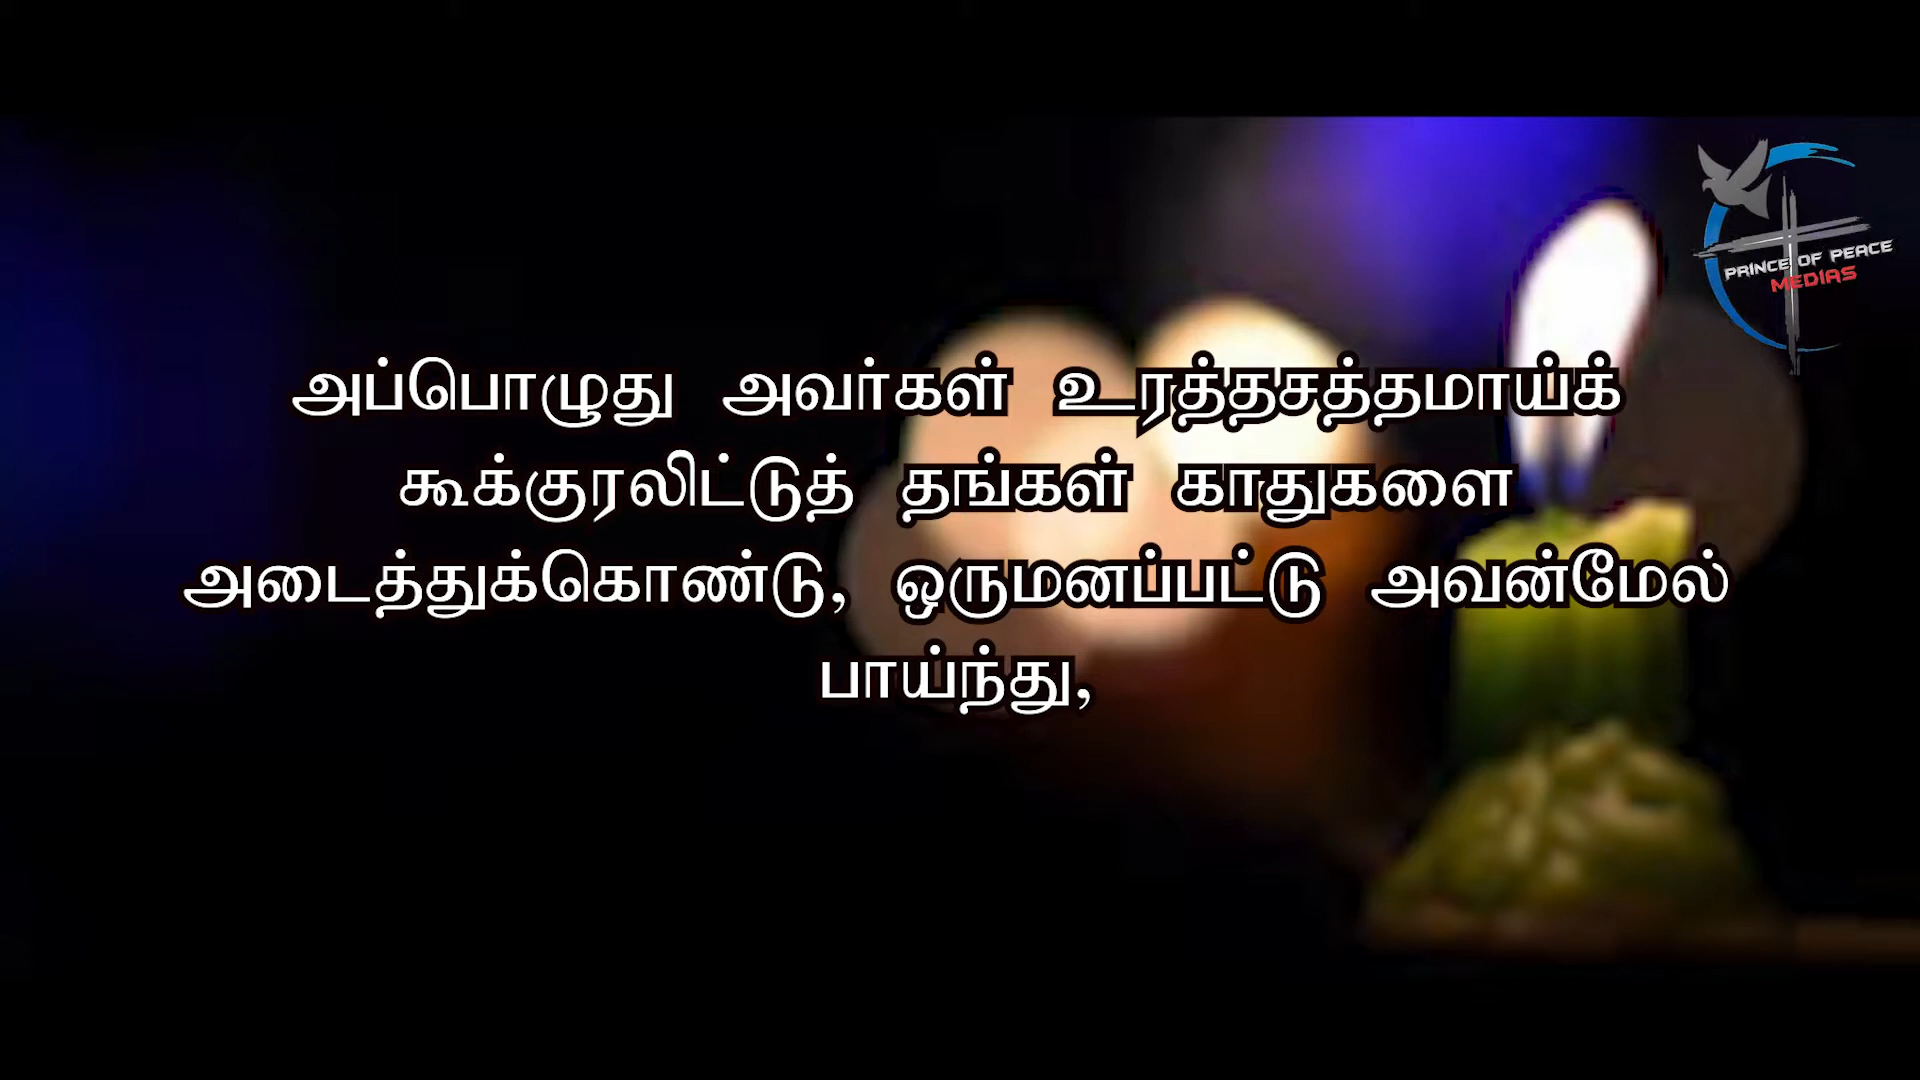 PRINCE OF PEACE
MEDIAS
அப்பொழுது அவர்கள் உரத்தசத்தமாய்க்
கூக்குரலிட்டுத் தங்கள் காதுகளை
அடைத்துக்கொண்டு, ஒருமனப்பட்டு அவன்மேல்
பாய்ந்து,